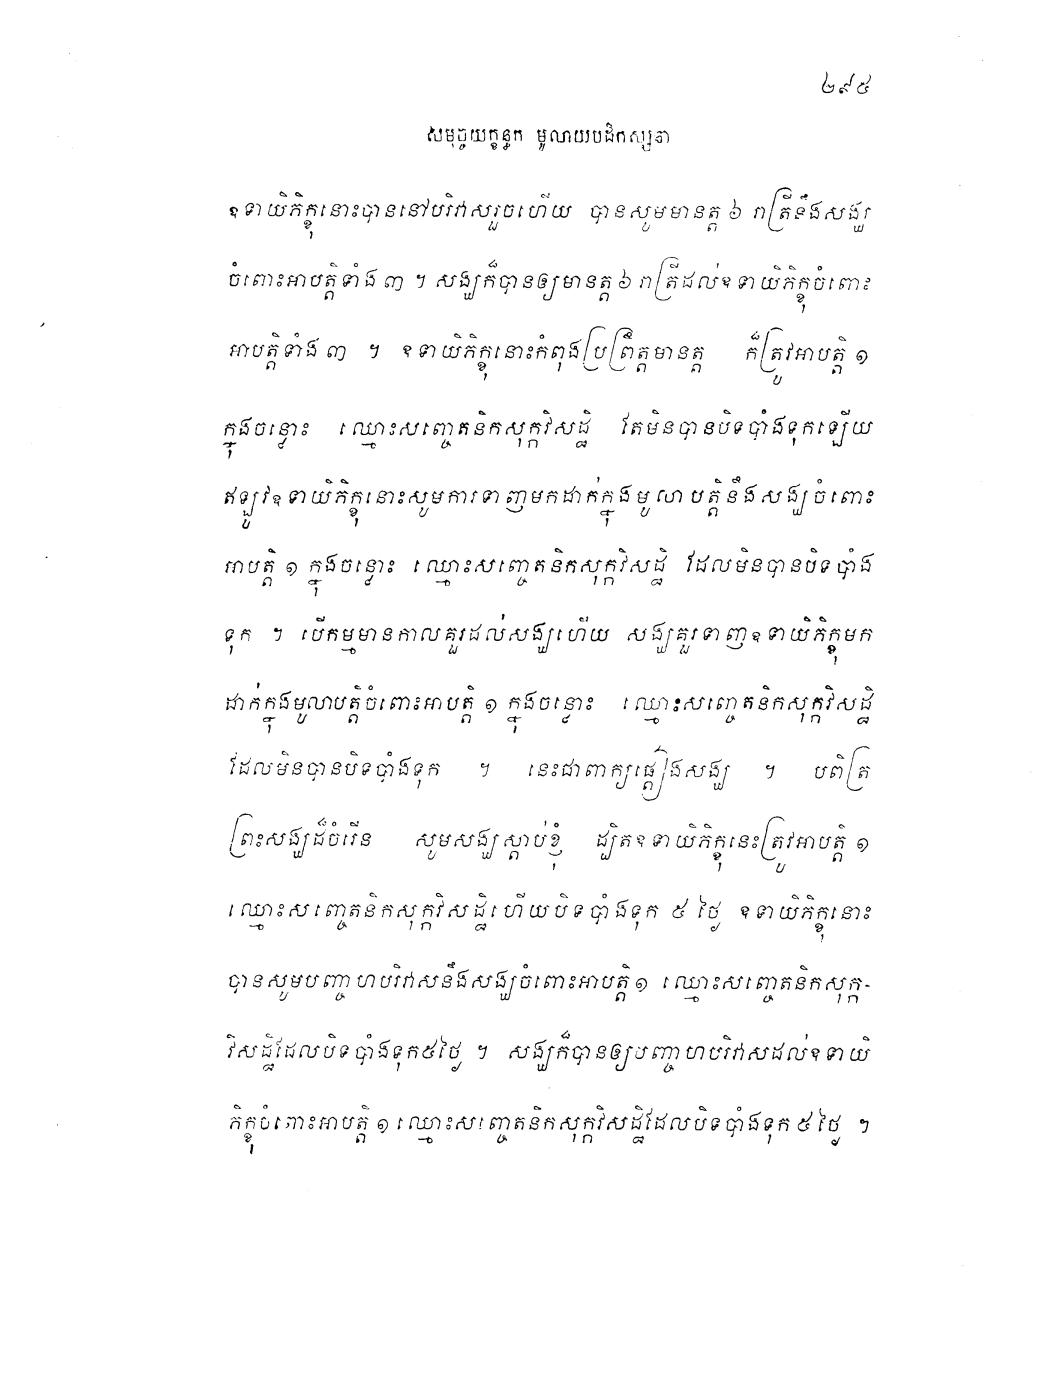 ២៩៥
សមុច្ចយក្ខន្ធក មូលាយបដិកស្សនា
ឧទាយិភិក្ខុនោះបាននៅបរិវាសរួចហើយ បានសូមមានត្ត ៦ រាត្រីនឹងសង្ឃ
ចំពោះអាបត្តិទាំង ៣ ។ សង្ឃក៏បានឲ្យមានត្ត ៦ រាត្រីដល់ឧទាយិភិក្ខុចំពោះ
អាបត្តិទាំង ៣ ។ ឧទាយិភិក្ខុនោះកំពុងប្រព្រឹត្តមានត្ត ក៏ត្រូវអាបត្តិ ១
ក្នុងចន្លោះ ឈ្មោះសញ្ចេតនិកសុក្កវិសដ្ឋិ តែមិនបានបិទបាំងទុកឡើយ
ឥឡូវឧទាយិភិក្ខុនោះសូមការទាញមកដាក់ក្នុងមូលាបត្តិនឹងសង្ឃចំពោះ
អាបត្តិ ១ ក្នុងចន្លោះ ឈ្មោះសញ្ចេតនិកសុក្កវិសដ្ឋិ ដែលមិនបានបិទបាំង
ទុក ។ បើកម្មមានកាលគួរដល់សង្ឃហើយ សង្ឃគួរទាញឧទាយិភិក្ខុមក
ដាក់ក្នុងមូលាបត្តិចំពោះអាបត្តិ ១ ក្នុងចន្លោះ ឈ្មោះសញ្ចេតនិកសុក្កវិសដ្ឋិ
ដែលមិនបានបិទបាំងទុក ។ នេះជាពាក្យផ្តៀងសង្ឃ ។ បពិត្រ
ព្រះសង្ឃដ៏ចំរើន សូមសង្ឃស្តាប់ខ្ញុំ ដ្បិតឧទាយិភិក្ខុនេះត្រូវអាបត្តិ ១
ឈ្មោះសញ្ចេតនិកសុក្កវិសដ្ឋិហើយបិទបាំងទុក ៥ ថ្ងៃ ឧទាយិភិក្ខុនោះ
បានសូមបញ្ចាហបរិវាសនឹងសង្ឃចំពោះអាបត្តិ ១ ឈ្មោះសញ្ចេតនិកសុក្ក-
វិសដ្ឋិដែលបិទបាំងទុក៥ថ្ងៃ ។ សង្ឃក៏បានឲ្យបញ្ចាហបរិវាសដល់ឧទាយិ
ភិក្ខុចំពោះអាបត្តិ ១ ឈ្មោះសញ្ចេតនិកសុក្កវិសដ្ឋិដែលបិទបាំងទុក ៥ ថ្ងៃ ។